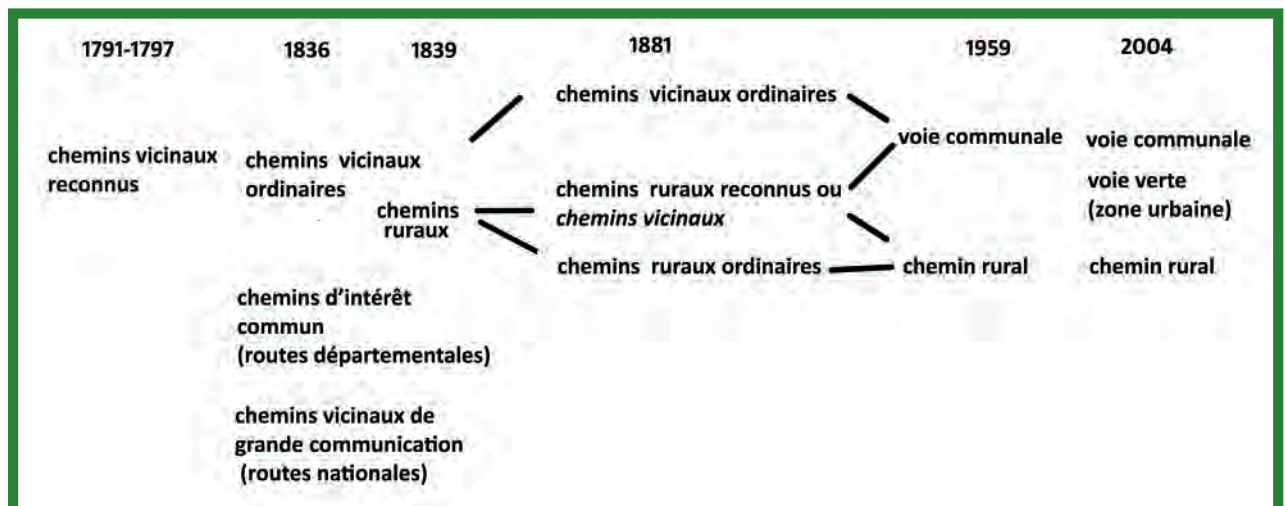 1791-1797
1836
1839
1881
1959
2004
chemins vicinaux
reconnus
chemins vicinaux
ordinaires
chemins
ruraux
chemins d'intérêt
commun
(routes départementales)
chemins vicinaux de
grande communication
(routes nationales)
chemins vicinaux ordinaires
chemins ruraux reconnus ou
chemins vicinaux
chemins ruraux ordinaires
voie communale
chemin rural
voie communale
voie verte
(zone urbaine)
chemin rural